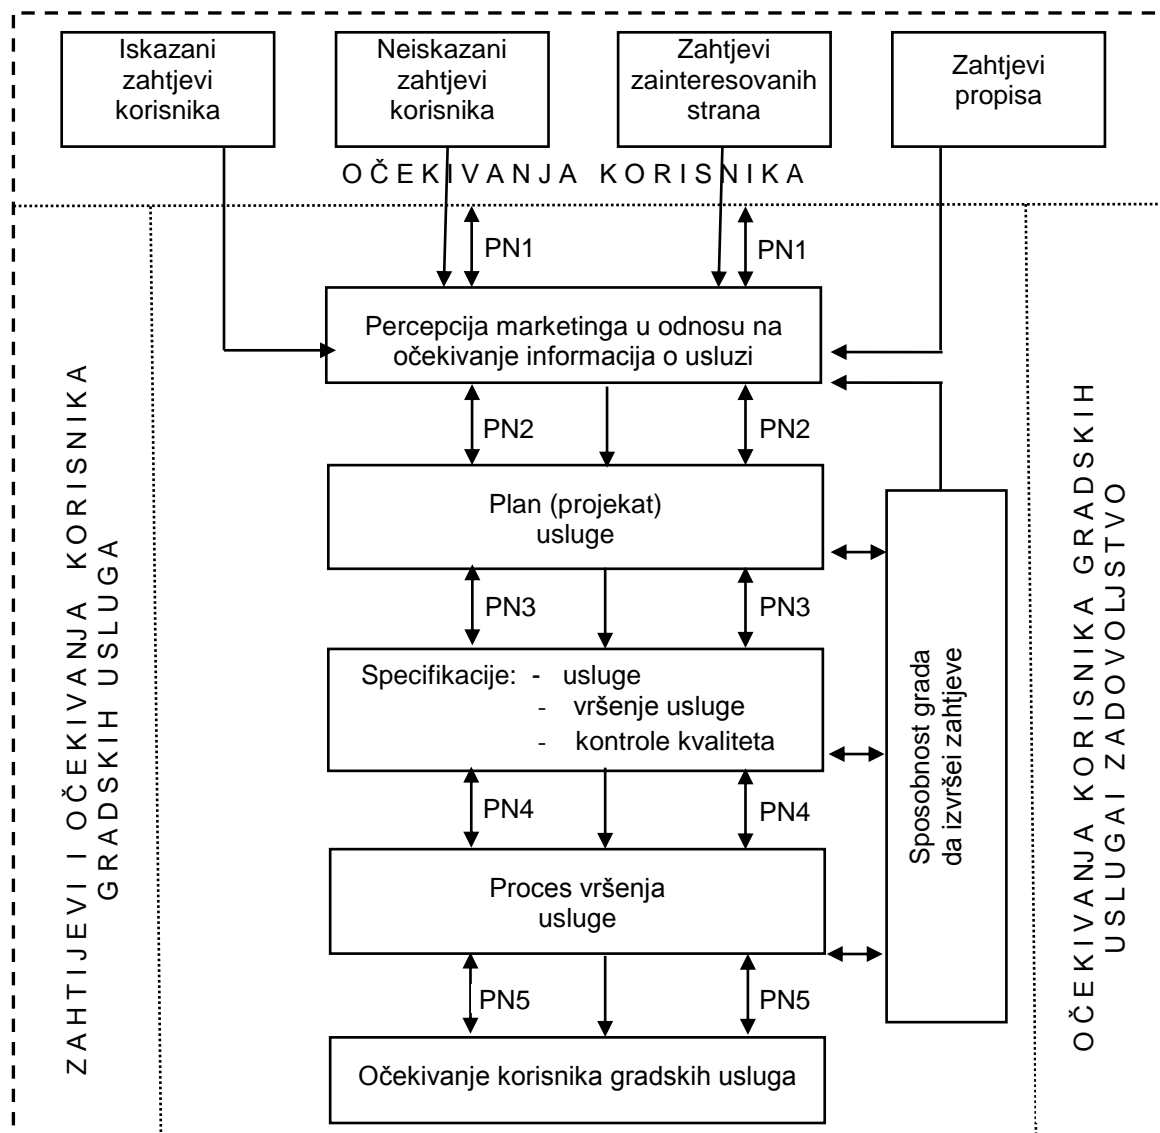 Iskazani
zahtjevi
korisnika
Neiskazani
zahtjevi
korisnika
Zahtjevi
zainteresovanih
strana
Zahtjevi
propisa
OČEKIVANJA KORISNIKA
PN1
PN1
Percepcija marketinga u odnosu na
očekivanje informacija o usluzi
PN2
PN2
Plan (projekat)
usluge
PN3
PN3
Specifikacije: - usluge
- vršenje usluge
- kontrole kvaliteta
PN4
PN4
Proces vršenja
usluge
PN5
PN5
Očekivanje korisnika gradskih usluga
Sposobnost grada
da izvršei zahtjeve
ZAHTIJEVI I OČEKIVANJA KORISNIKA
GRADSKIH USLUGA
OČEKIVANJA KORISNIKA GRADSKIH
USLUGAI ZADOVOLJSTVO